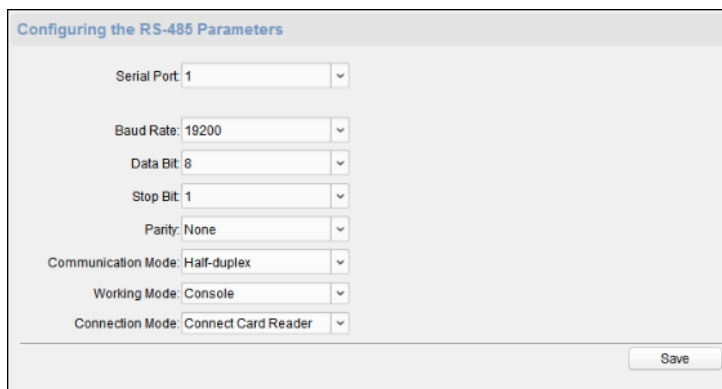 Configuring the RS-485 Parameters
Serial Port: 1
Baud Rate: 19200
Data Bit: 8
Stop Bit: 1
Parity: None
Communication Mode: Half-duplex
Working Mode: Console
Connection Mode: Connect Card Reader
Save